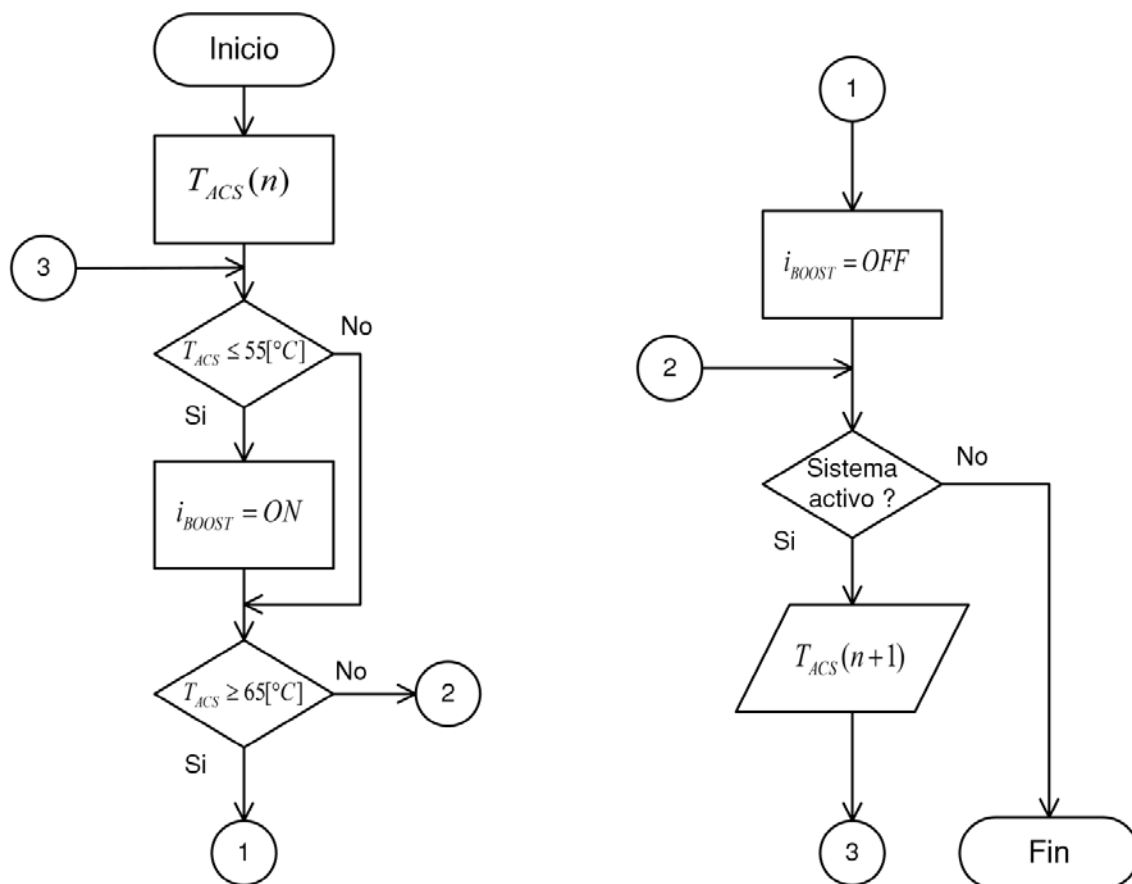 Inicio
T_ACS (n)
3
T_ACS ≤ 55[°C]
No
Si
i_BOOST = ON
T_ACS ≥ 65[°C]
No
2
Si
1
1
i_BOOST = OFF
2
Sistema
activo ?
No
Si
T_ACS (n+1)
3
Fin